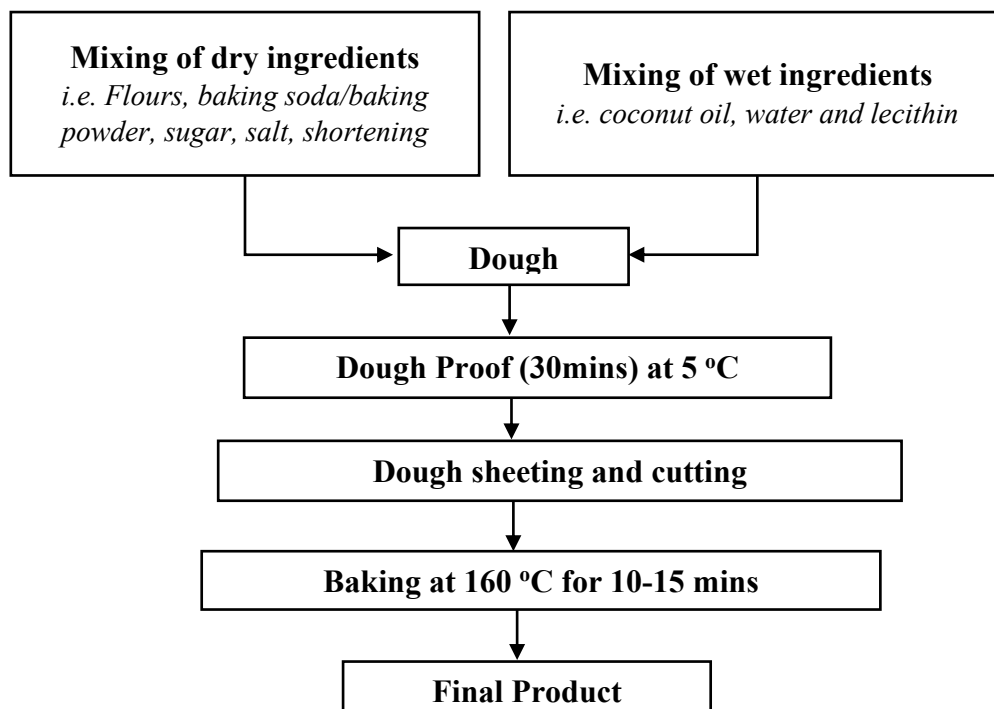 Mixing of dry ingredients
i.e. Flours, baking soda/baking
powder, sugar, salt, shortening
Mixing of wet ingredients
i.e. coconut oil, water and lecithin
Dough
Dough Proof (30mins) at 5 °C
Dough sheeting and cutting
Baking at 160 °C for 10-15 mins
Final Product